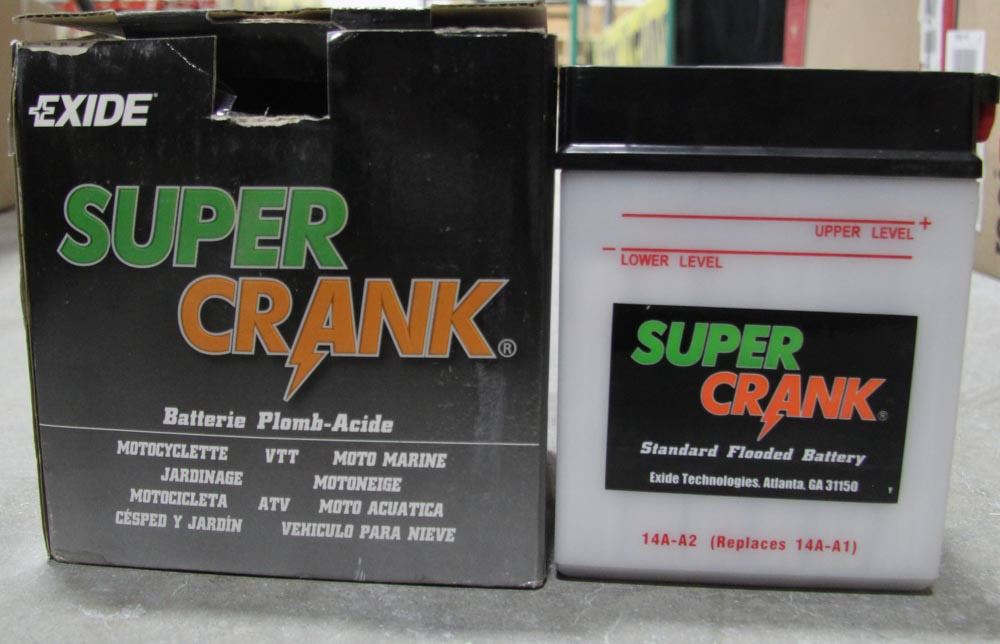 EXIDE
SUPER
CRANK®
Batterie Plomb-Acide
MOTOCYCLETTE VTT MOTO MARINE
JARDINAGE MOTONEIGE
MOTOCICLETA ATV MOTO ACUATICA
CÉSPED Y JARDÍN VEHICULO PARA NIEVE
UPPER LEVEL +
- LOWER LEVEL
SUPER
CRANK®
Standard Flooded Battery
Exide Technologies, Atlanta, GA 31150
14A-A2 (Replaces 14A-A1)